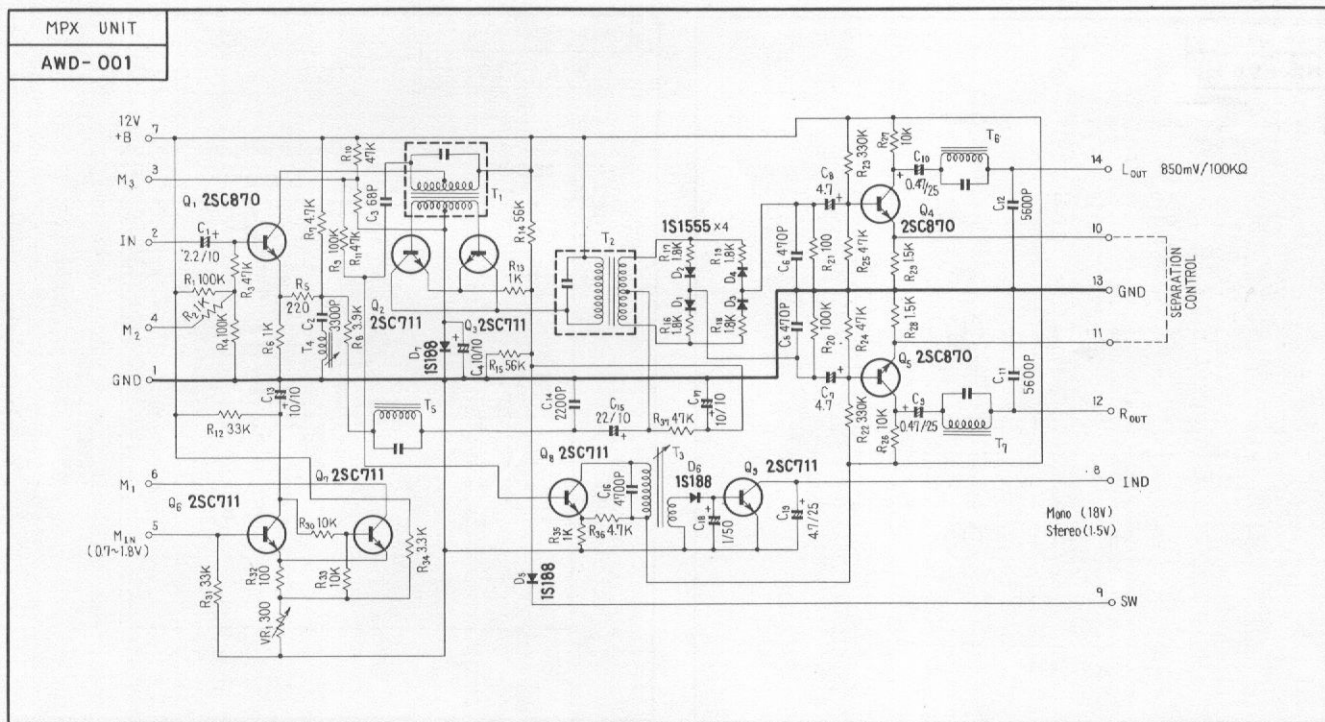 MPX UNIT
AWD-001
12V
+B 7
M3 3
IN 2
M2 4
GND 1
M1 6
MIN 5
(0.7~1.8V)
Q1 2SC870
C1 +
2.2/10
R1 100K
R2 1K
R3 47K
R4 100K
R5
220
R6 1K
R7 4.7K
C2
3300P
T4
R8 3.9K
R9 100K
R10
47K
R11 47K
C3 68P
T1
Q2
2SC711
Q3
2SC711
R13
1K
R14 56K
D7
1S188
C4 10/10
R15 56K
C13
10/10
R12 33K
T5
T2
1S1555 ×4
R17
1.8K
D2
D1
R16
1.8K
R19
1.8K
D4
D3
R18
1.8K
C6 470P
C8
4.7
R21 100
R25 47K
R23 330K
R27
10K
Q4
2SC870
R29 15K
R28 1.5K
R20 100K
R24 47K
4.7
R22 330K
Q5 2SC870
R26 10K
C10
0.47/25
T6
C12
5600P
C11
5600P
C9
0.47/25
T7
14 LOUT 850mV/100KΩ
10
13 GND
11
SEPARATION
CONTROL
12 ROUT
8 IND
Mono (18V)
Stereo (1.5V)
9 SW
C14
2200P
C15
22/10
R37 47K
C17
10/10
Q6 2SC711
Q7 2SC711
R30 10K
R31 33K
R32
100
R33
10K
R34 3.3K
VR1 300
Q8 2SC711
R35
1K
R36 4.7K
C16
4700P
T3
D6
1S188
C18
1/50
Q9 2SC711
C19
4.7/25
D5
1S188